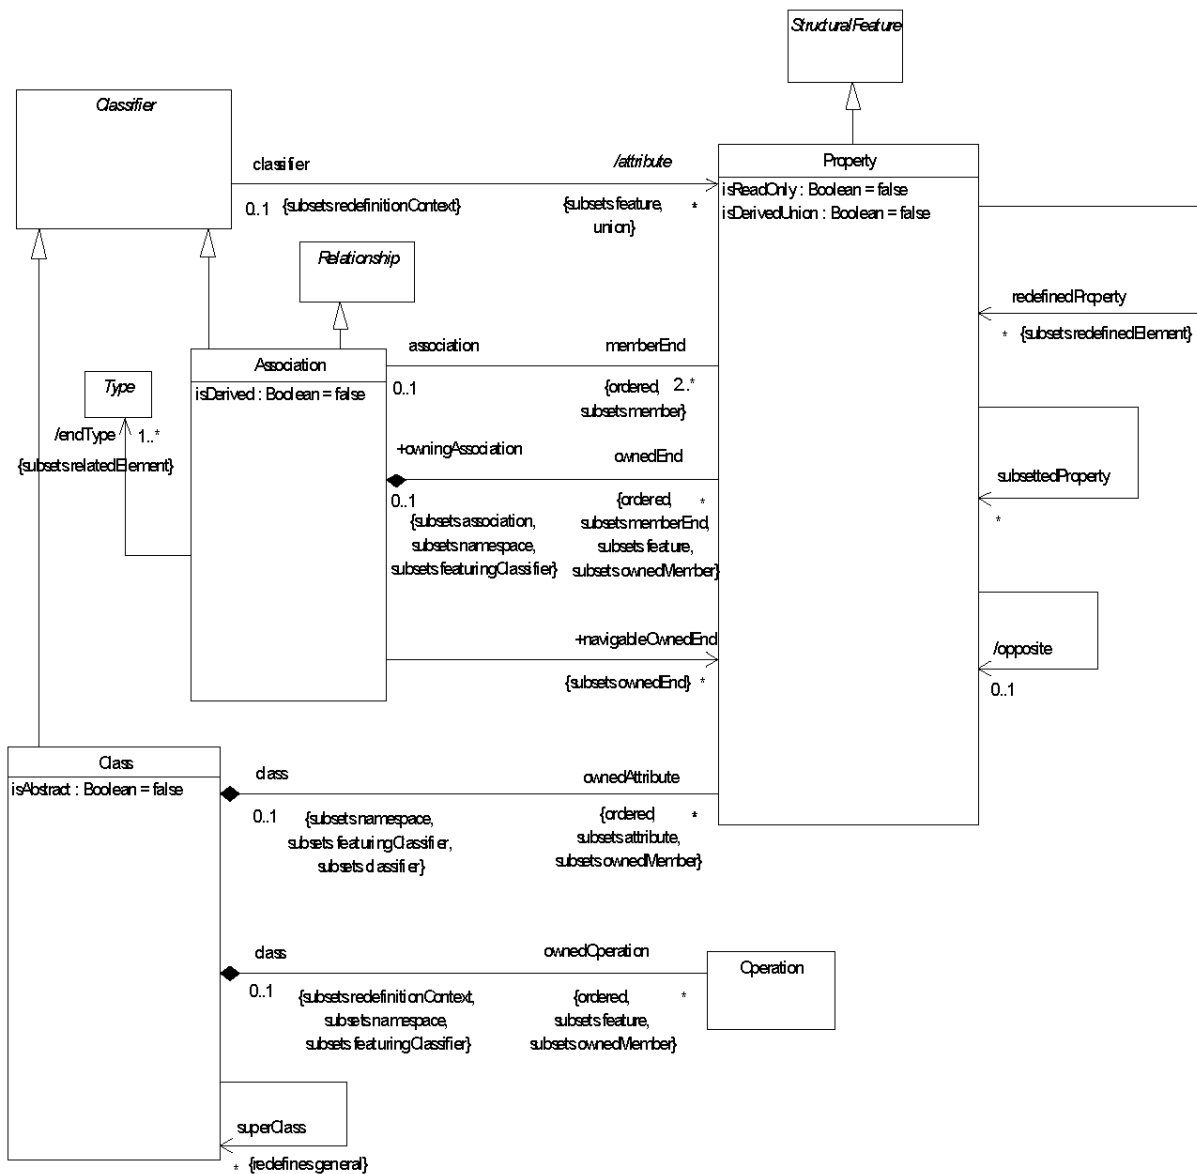 StructuralFeature
Classifier
classifier
/attribute
0..1
{subsets redefinitionContext}
{subsets feature,
union}
*
Property
isReadOnly : Boolean = false
isDerivedUnion : Boolean = false
Relationship
redefinedProperty
*
{subsets redefinedElement}
association
memberEnd
0..1
{ordered,
subsets member}
2..*
Association
isDerived : Boolean = false
Type
/endType
1..*
{subsets relatedElement}
+owningAssociation
ownedEnd
0..1
{subsets association,
subsets namespace,
subsets featuringClassifier}
{ordered,
subsets memberEnd,
subsets feature,
subsets ownedMember}
*
subsettedProperty
*
+navigableOwnedEnd
{subsets ownedEnd}
*
/opposite
0..1
Class
isAbstract : Boolean = false
class
ownedAttribute
0..1
{subsets namespace,
subsets featuringClassifier,
subsets classifier}
{ordered,
subsets attribute,
subsets ownedMember}
*
class
ownedOperation
0..1
{subsets redefinitionContext,
subsets namespace,
subsets featuringClassifier}
{ordered,
subsets feature,
subsets ownedMember}
*
Operation
superClass
*
{redefines general}